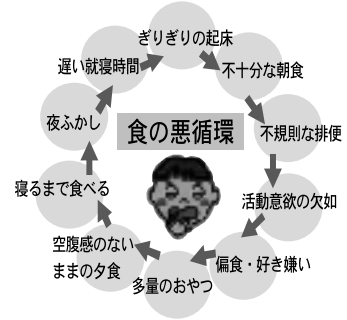 ぎりぎりの起床
不十分な朝食
不規則な排便
活動意欲の欠如
偏食・好き嫌い
多量のおやつ
空腹感のない
ままの夕食
寝るまで食べる
夜ふかし
遅い就寝時間
食の悪循環